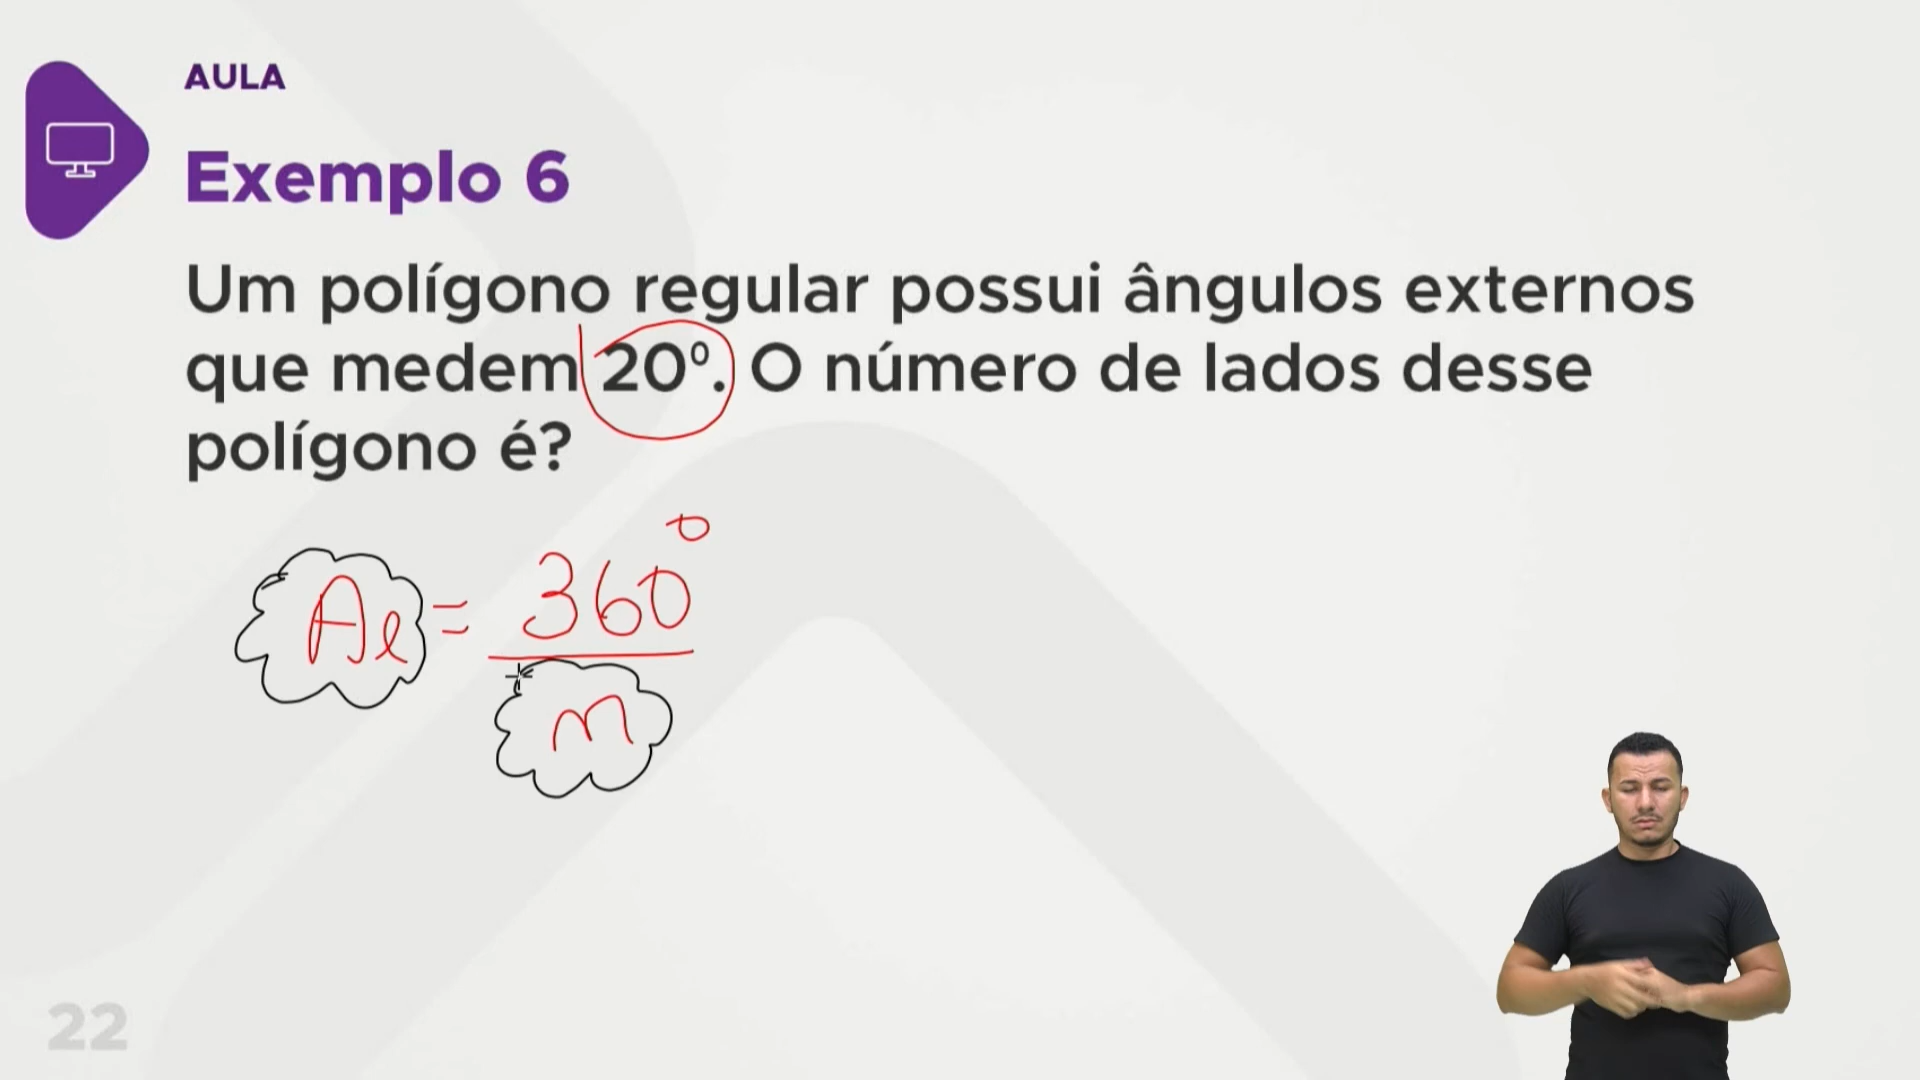 AULA
Exemplo 6
Um polígono regular possui ângulos externos
que medem 20º. O número de lados desse
polígono é?
Ae = 360°
n
22